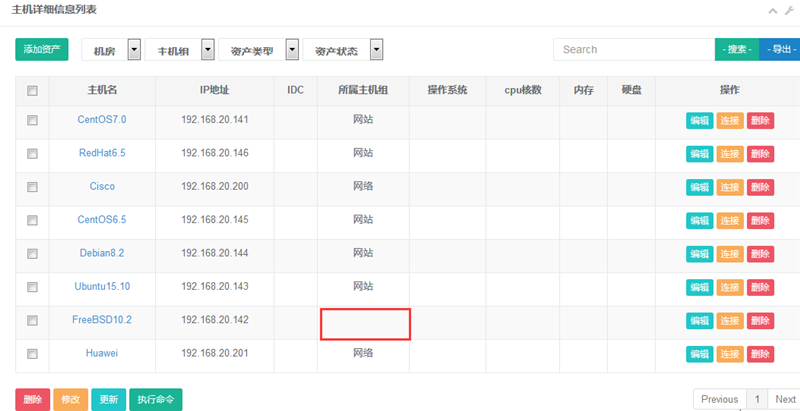 主机详细信息列表
添加资产 机房 主机组 资产类型 资产状态 Search - 搜索 - - 导出 -
主机名 IP地址 IDC 所属主机组 操作系统 cpu核数 内存 硬盘 操作
CentOS7.0 192.168.20.141 网站 编辑 连接 删除
RedHat6.5 192.168.20.146 网站 编辑 连接 删除
Cisco 192.168.20.200 网络 编辑 连接 删除
CentOS6.5 192.168.20.145 网站 编辑 连接 删除
Debian8.2 192.168.20.144 网站 编辑 连接 删除
Ubuntu15.10 192.168.20.143 网站 编辑 连接 删除
FreeBSD10.2 192.168.20.142 编辑 连接 删除
Huawei 192.168.20.201 网络 编辑 连接 删除
删除 修改 更新 执行命令 Previous 1 Next